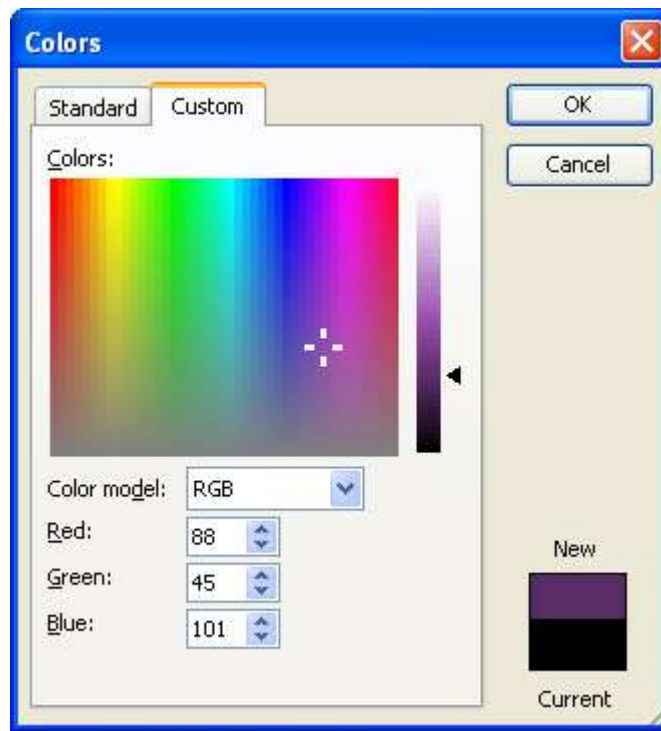 Colors
Standard Custom
OK
Cancel
Colors:
Color model: RGB
Red: 88
Green: 45
Blue: 101
New
Current